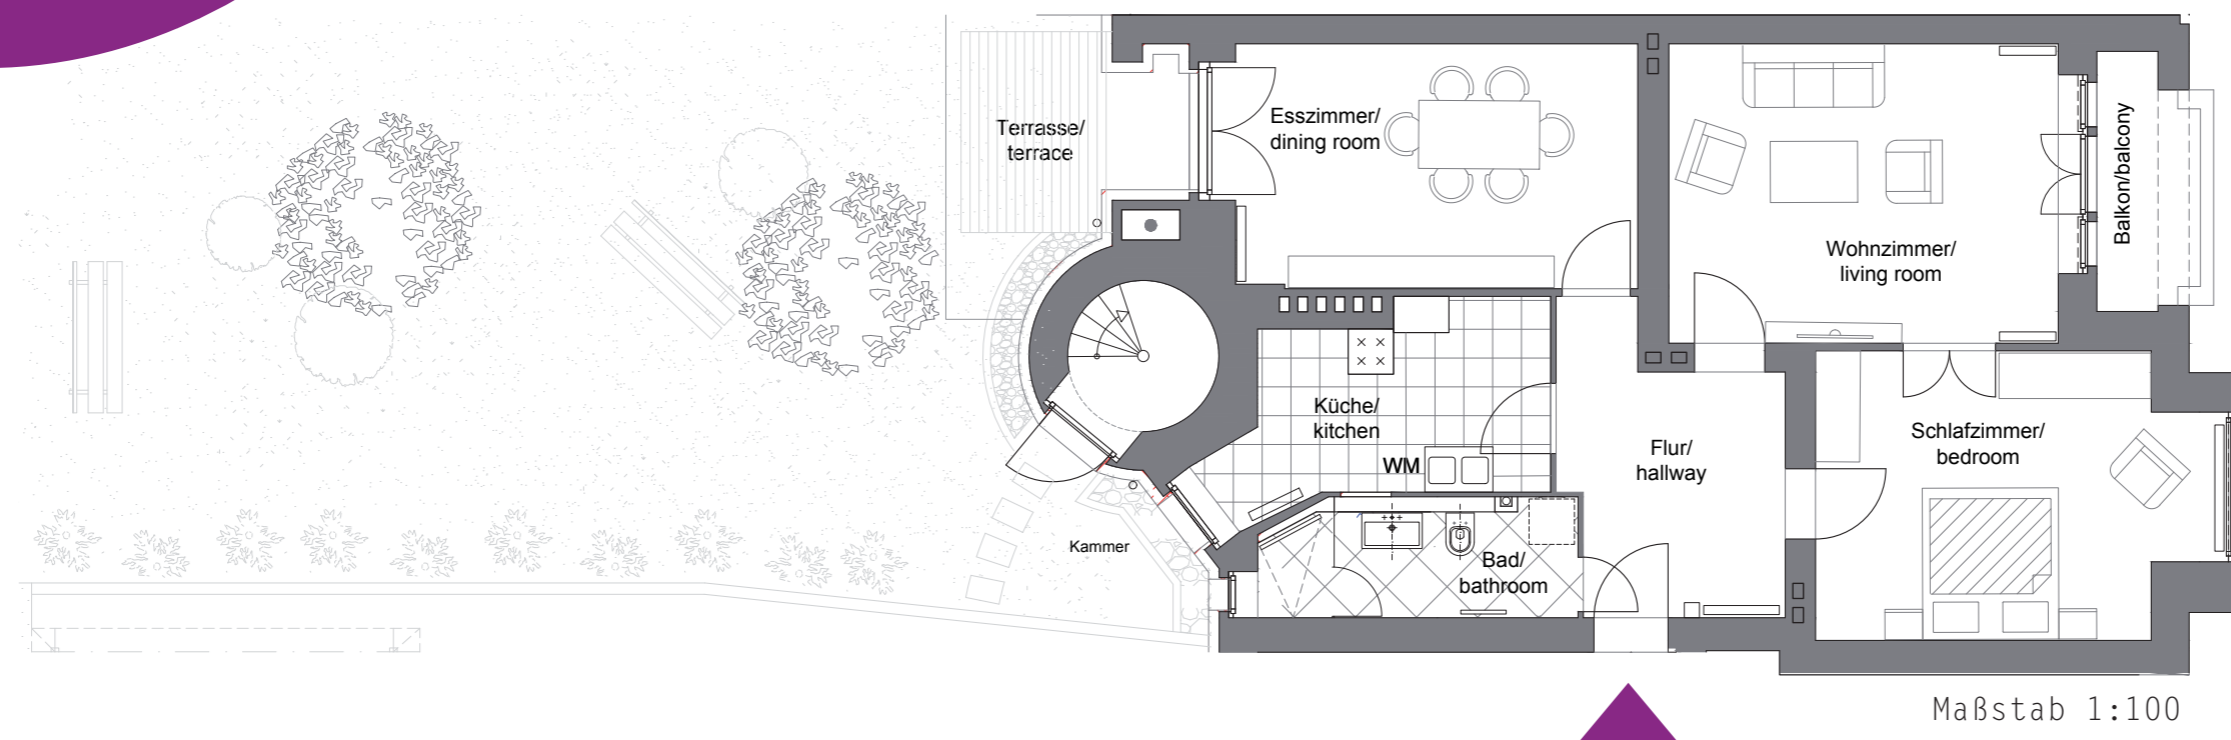 Terrasse/
terrace
Esszimmer/
dining room
Wohnzimmer/
living room
Balkon/balcony
Küche/
kitchen
WM
Flur/
hallway
Schlafzimmer/
bedroom
Kammer
Bad/
bathroom
Maßstab 1:100